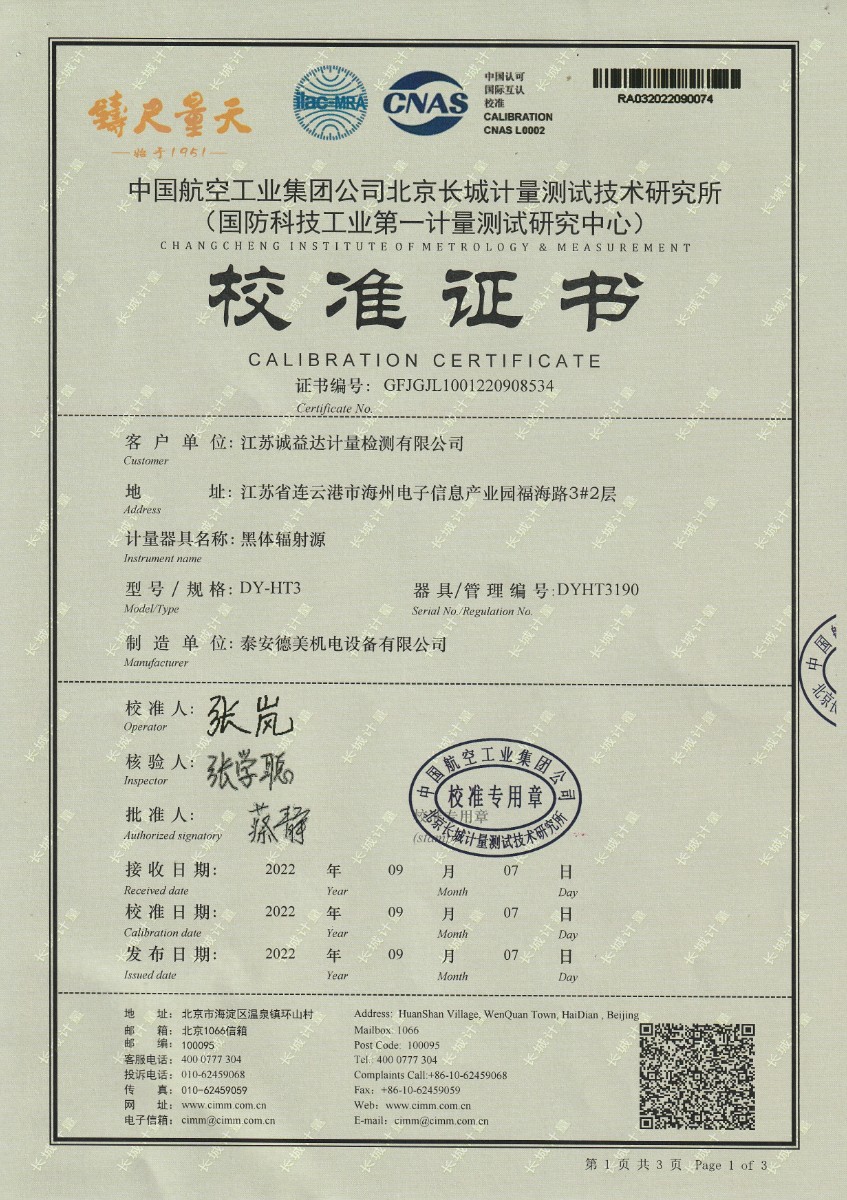 鑄尺量天
始于1951
ilac-MRA
CNAS
中国认可
国际互认
校准
CALIBRATION
CNAS L0002
RA032022090074
中国航空工业集团公司北京长城计量测试技术研究所
（国防科技工业第一计量测试研究中心）
CHANGCHENG INSTITUTE OF METROLOGY & MEASUREMENT
校准证书
CALIBRATION CERTIFICATE
证书编号: GFJGJL1001220908534
Certificate No.
客户单位: 江苏诚益达计量检测有限公司
Customer
地址: 江苏省连云港市海州电子信息产业园福海路3#2层
Address
计量器具名称: 黑体辐射源
Instrument name
型号/规格: DY-HT3 器具/管理编号:DYHT3190
Model/Type Serial No./Regulation No.
制造单位: 泰安德美机电设备有限公司
Manufacturer
校准人: 张岚
Operator
核验人: 张学聪
Inspector
批准人: 蔡静
Authorized signatory
中国航空工业集团公司
校准专用章
北京长城计量测试技术研究所
接收日期: 2022 年 09 月 07 日
Received date Year Month Day
校准日期: 2022 年 09 月 07 日
Calibration date Year Month Day
发布日期: 2022 年 09 月 07 日
Issued date Year Month Day
地址: 北京市海淀区温泉镇环山村 Address: HuanShan Village, WenQuan Town, HaiDian , Beijing
邮箱: 北京1066信箱 Mailbox: 1066
邮编: 100095 Post Code: 100095
客服电话: 400 0777 304 Tel.: 400 0777 304
投诉电话: 010-62459068 Complaints Call:+86-10-62459068
传真: 010-62459059 Fax: +86-10-62459059
网址: www.cimm.com.cn Web: www.cimm.com.cn
电子信箱: cimm@cimm.com.cn E-mail: cimm@cimm.com.cn
第 1 页 共 3 页 Page 1 of 3